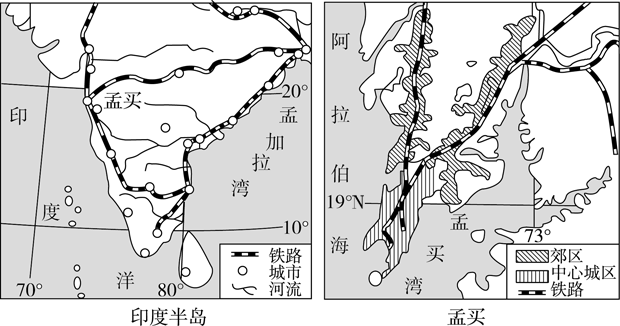 孟买
印
度
洋
孟
加
拉
湾
20°
10°
70°
80°
铁路
城市
河流
印度半岛
阿
拉
伯
海
19°N
孟
买
湾
73°
郊区
中心城区
铁路
孟买